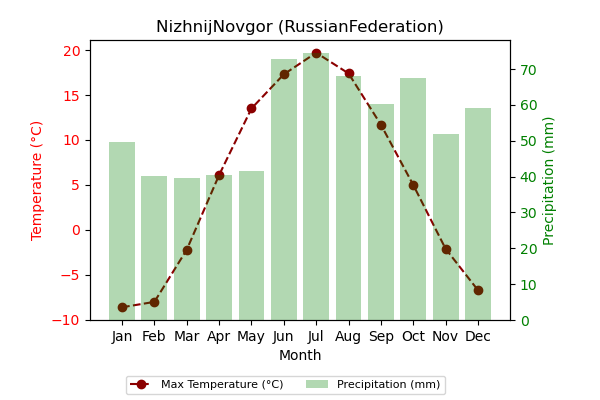 NizhnijNovgor (RussianFederation)
Temperature (°C)
20
15
10
5
0
−5
−10
70
60
50
40
30
20
10
0
Precipitation (mm)
Jan Feb Mar Apr May Jun Jul Aug Sep Oct Nov Dec
Month
Max Temperature (°C) Precipitation (mm)